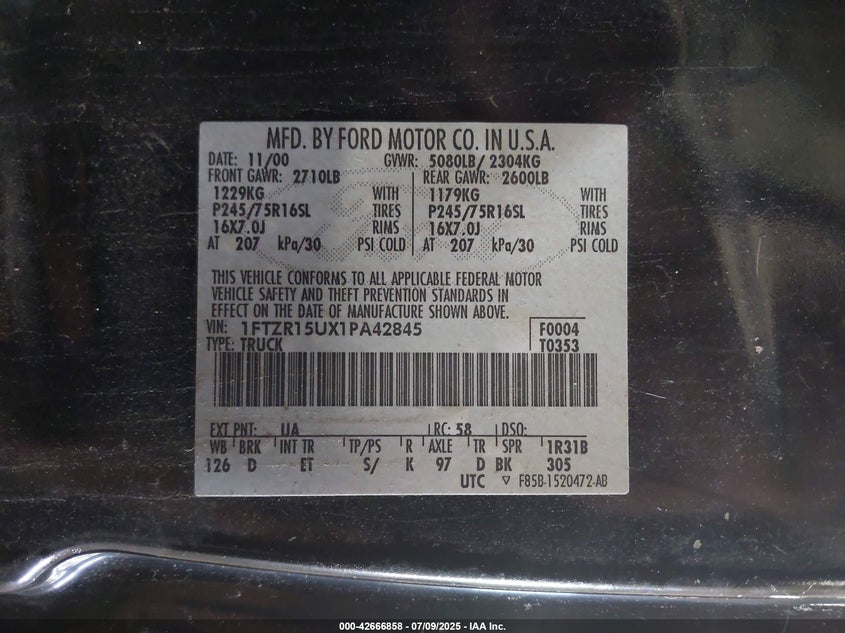 MFD. BY FORD MOTOR CO. IN U.S.A.
DATE: 11/00 GVWR: 5080LB/ 2304KG
FRONT GAWR: 2710LB REAR GAWR: 2600LB
1229KG WITH 1179KG WITH
P245/75R16SL TIRES P245/75R16SL TIRES
16X7.0J RIMS 16X7.0J RIMS
AT 207 kPa/30 PSI COLD AT 207 kPa/30 PSI COLD
THIS VEHICLE CONFORMS TO ALL APPLICABLE FEDERAL MOTOR
VEHICLE SAFETY AND THEFT PREVENTION STANDARDS IN
EFFECT ON THE DATE OF MANUFACTURE SHOWN ABOVE.
VIN: 1FTZR15UX1PA42845 F0004
TYPE: TRUCK T0353
EXT PNT: UA RC: 58 DSO:
WB BRK INT TR TP/PS R AXLE TR SPR 1R31B
126 D ET S/ K 97 D BK 305
UTC ▽ F85B-1520472-AB
000-42666858 - 07/09/2025 - IAA Inc.